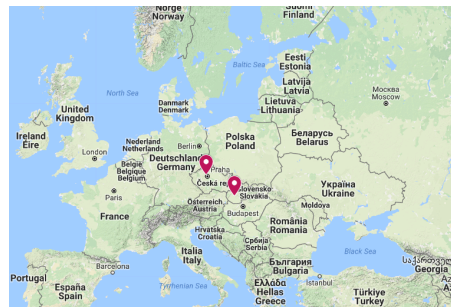 Norge
Norway
Suomi
Finland
Eesti
Estonia
Baltic Sea
Latvija
Latvia
North Sea
Danmark
Denmark
Lietuva
Lithuania
Москва
Moscow
United
Kingdom
Беларусь
Belarus
Ireland
Éire
Nederland
Netherlands
Berlin
Polska
Poland
London
België
Belgique
Belgium
Deutschland
Germany
Praha
Paris
Česká re
Slovensko
Slovakia
Україна
Ukraine
Österreich
Austria
Budapest
Moldova
France
Hrvatska
Croatia
România
Romania
Србија
Serbia
Italia
Italy
Black Sea
България
Bulgaria
Barcelona
Portugal
España
Spain
Tyrrhenian Sea
Ελλάδα
Hellas
Greece
Istanbul
Türkiye
Turkey
Georgia